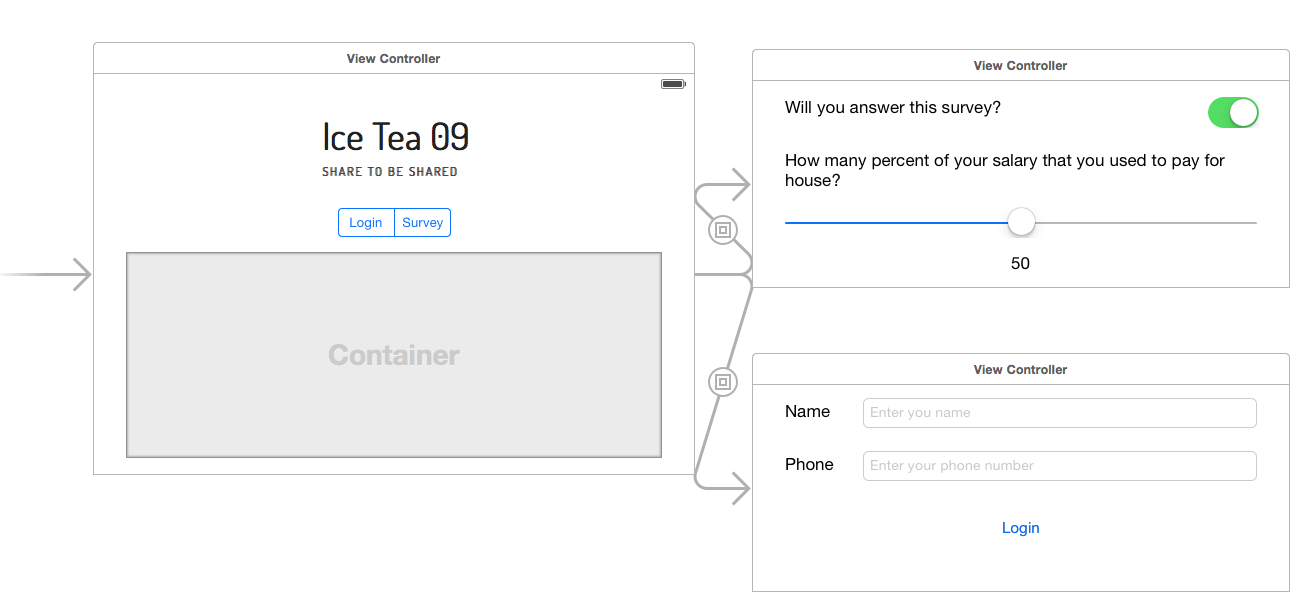 View Controller
Ice Tea 09
SHARE TO BE SHARED
Login Survey
Container
View Controller
Will you answer this survey?
How many percent of your salary that you used to pay for
house?
50
View Controller
Name Enter you name
Phone Enter your phone number
Login